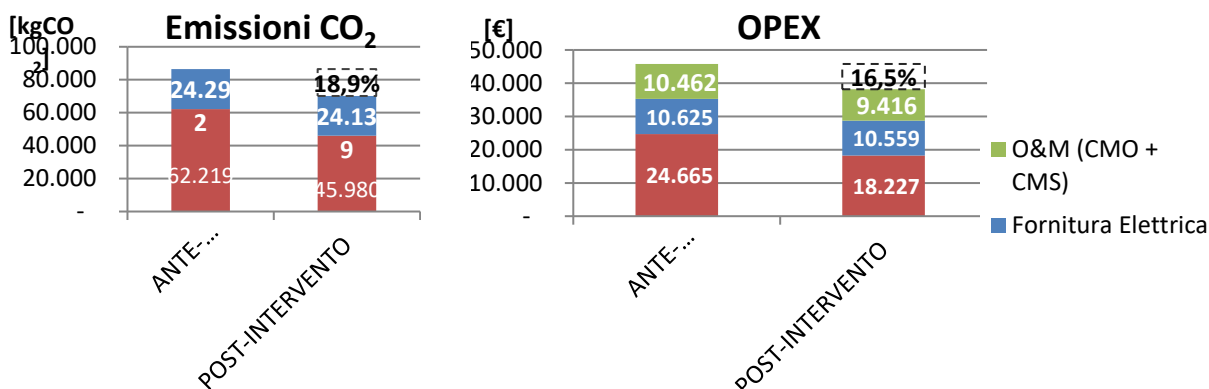 [kgCO
2]
Emissioni CO2
100.000
80.000
60.000
40.000
20.000
-
24.29
2
62.219
18,9%
24.13
9
45.980
ANTE-...
POST-INTERVENTO
[€]
OPEX
50.000
40.000
30.000
20.000
10.000
-
10.462
10.625
24.665
16,5%
9.416
10.559
18.227
ANTE-...
POST-INTERVENTO
O&M (CMO +
CMS)
Fornitura Elettrica